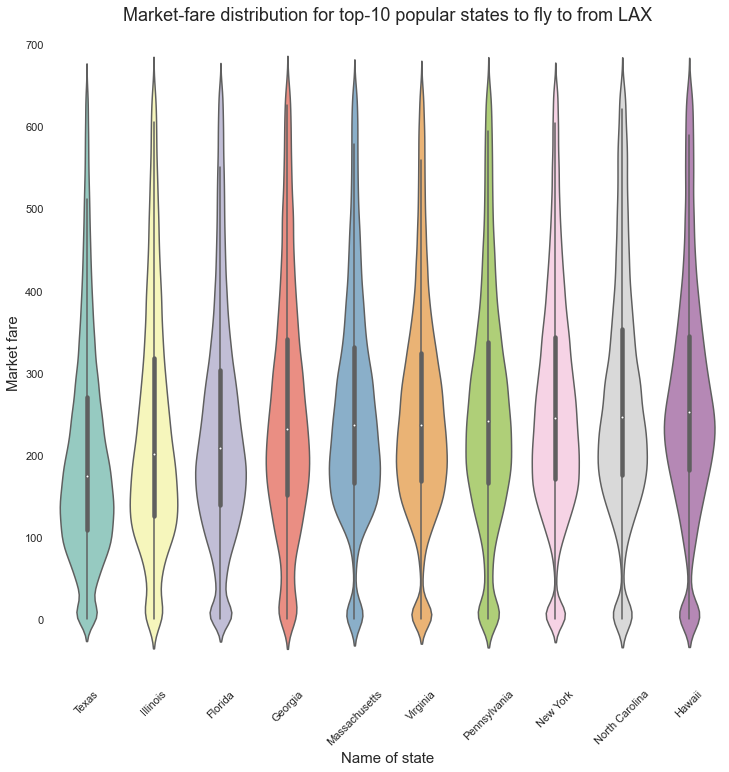 Market-fare distribution for top-10 popular states to fly to from LAX
700
600
500
400
300
200
100
0
Market fare
Texas
Illinois
Florida
Georgia
Massachusetts
Virginia
Pennsylvania
New York
North Carolina
Hawaii
Name of state